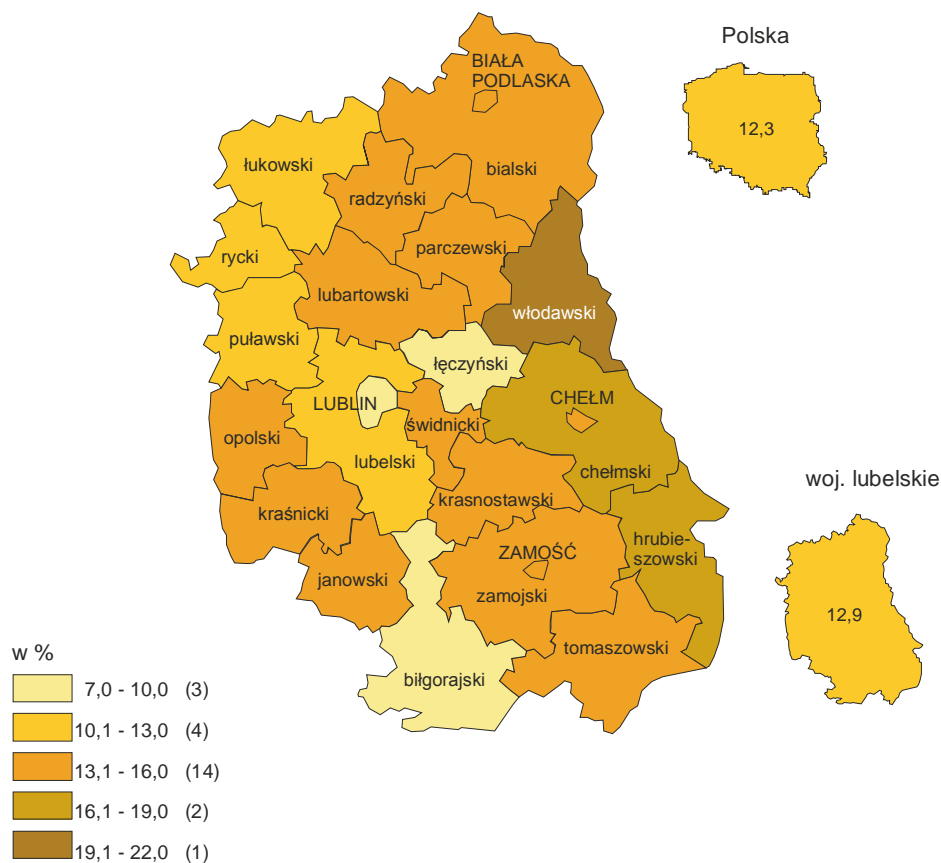 Polska
12,3
BIAŁA
PODLASKA
łukowski
bialski
radzyński
rycki
parczewski
lubartowski
włodawski
puławski
łęczyński
LUBLIN
CHEŁM
opolski
świdnicki
lubelski
chełmski
woj. lubelskie
kraśnicki
krasnostawski
hrubie-
szowski
ZAMOŚĆ
janowski
zamojski
12,9
tomaszowski
biłgorajski
w %
7,0 - 10,0 (3)
10,1 - 13,0 (4)
13,1 - 16,0 (14)
16,1 - 19,0 (2)
19,1 - 22,0 (1)